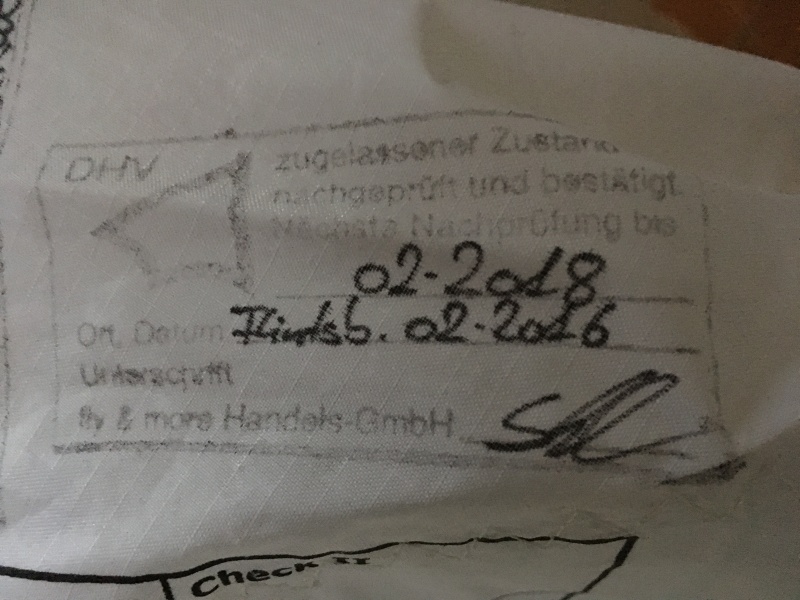 DHV
zugelassener Zustand
nachgeprüft und bestätigt.
Nächste Nachprüfung bis
02-2018
Ort, Datum 02-2016
Unterschrift
fly & more Handels-GmbH
Check II